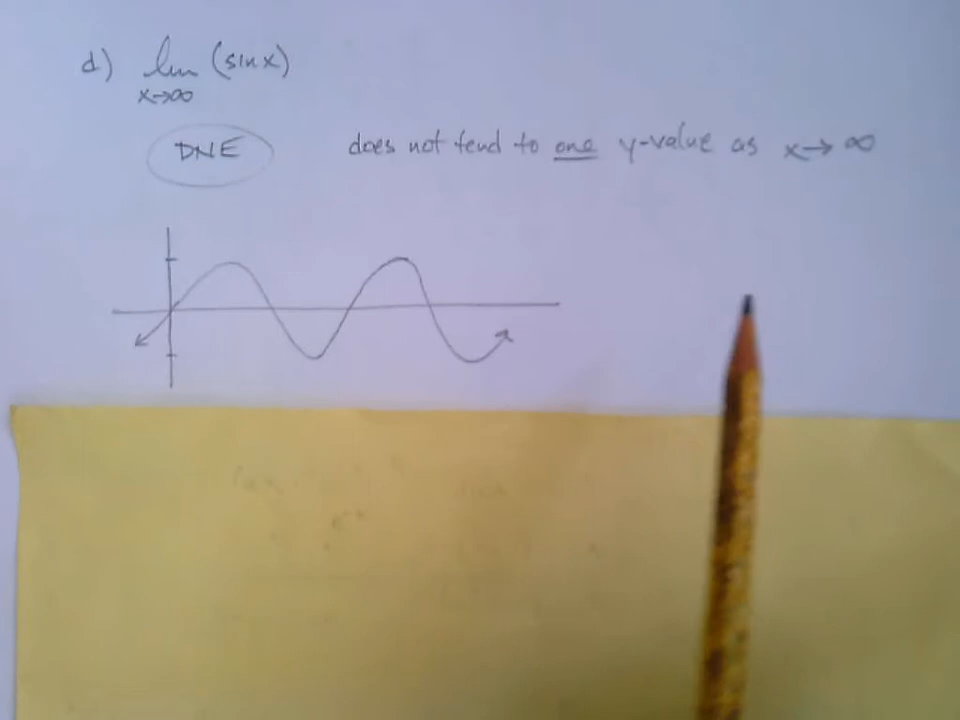 d) lim (sin x)
x→∞
DNE does not tend to one y-value as x→ ∞